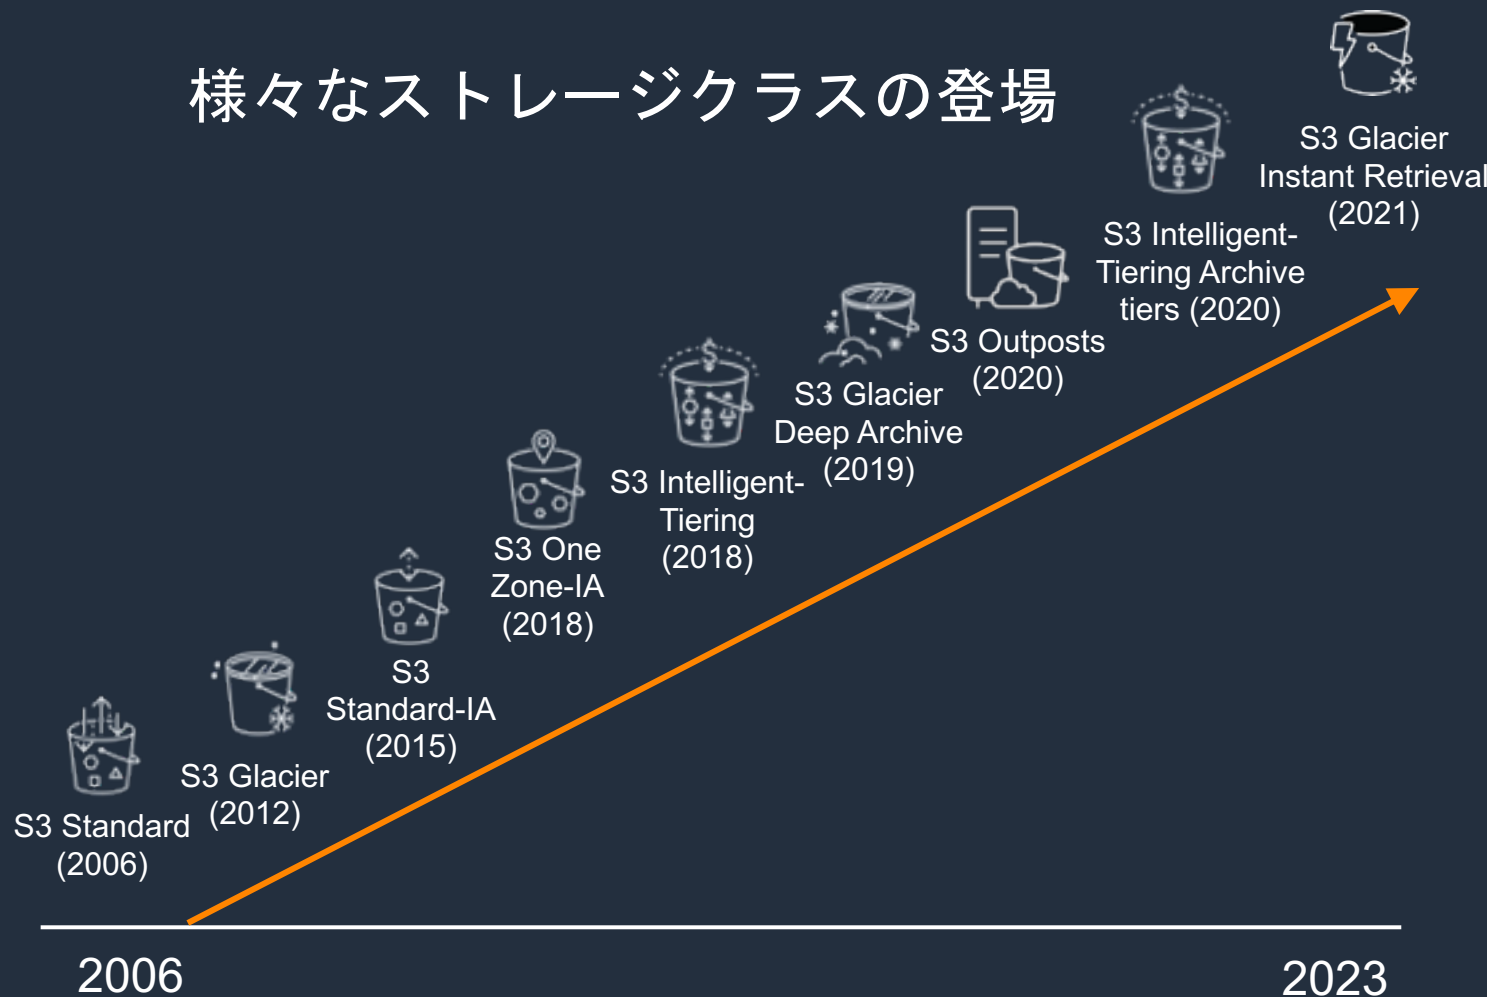 様々なストレージクラスの登場
S3 Standard
(2006)
S3 Glacier
(2012)
S3
Standard-IA
(2015)
S3 One
Zone-IA
(2018)
S3 Intelligent-
Tiering
(2018)
S3 Glacier
Deep Archive
(2019)
S3 Outposts
(2020)
S3 Intelligent-
Tiering Archive
tiers (2020)
S3 Glacier
Instant Retrieval
(2021)
2006
2023